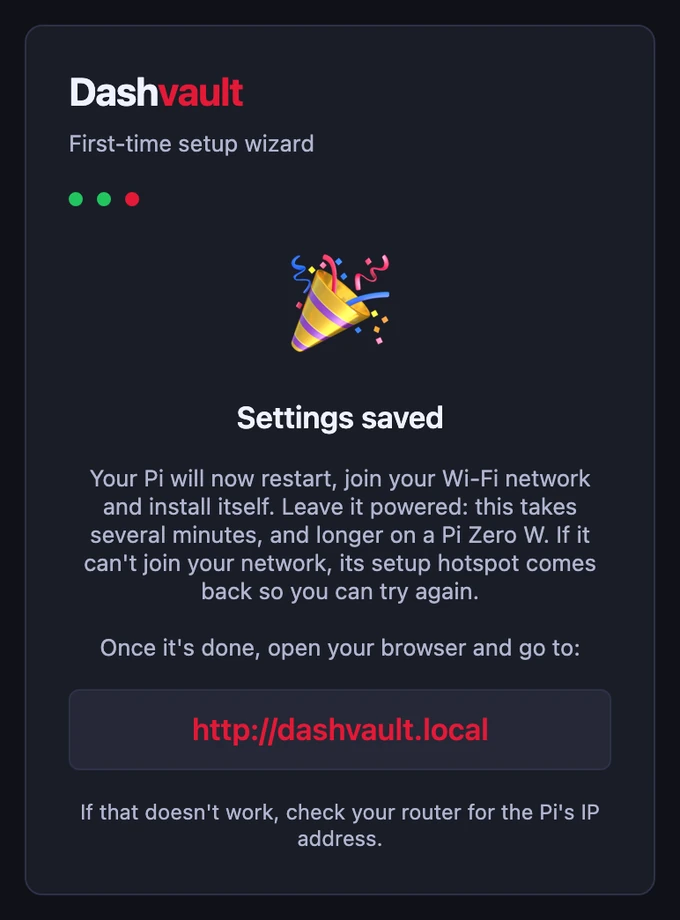 Dashvault
First-time setup wizard
Settings saved
Your Pi will now restart, join your Wi-Fi network
and install itself. Leave it powered: this takes
several minutes, and longer on a Pi Zero W. If it
can't join your network, its setup hotspot comes
back so you can try again.
Once it's done, open your browser and go to:
http://dashvault.local
If that doesn't work, check your router for the Pi's IP
address.